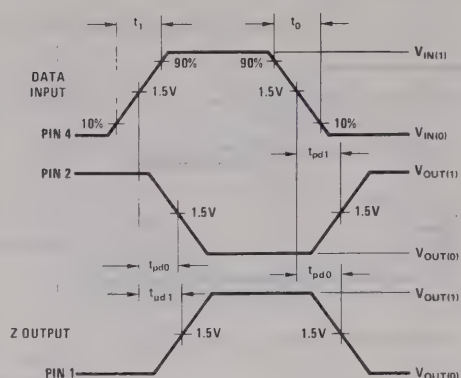 t1
t0
90%
90%
VIN(1)
DATA
INPUT
1.5V
1.5V
10%
10%
PIN 4
VIN(0)
tpd1
PIN 2
VOUT(1)
1.5V
1.5V
VOUT(0)
tpd0
tpd0
tud1
VOUT(1)
Z OUTPUT
1.5V
1.5V
PIN 1
VOUT(0)